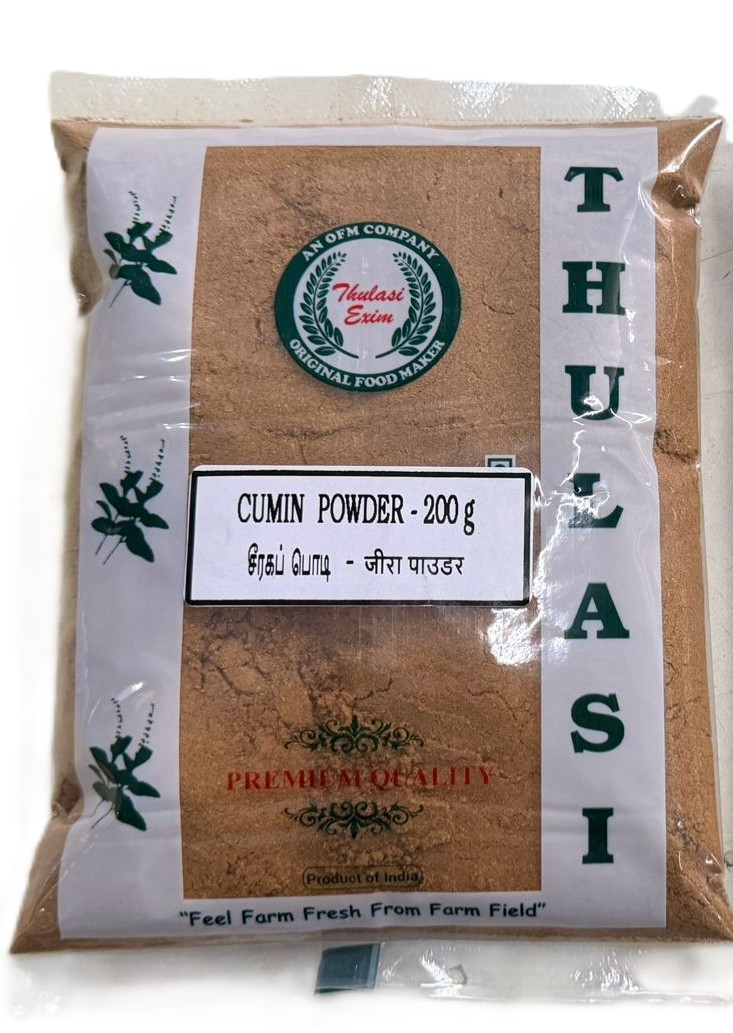 AN OFM COMPANY
Thulasi
Exim
ORIGINAL FOOD MAKER
THULASI
CUMIN POWDER - 200 g
சீரகப் பொடி - जीरा पाउडर
PREMIUM QUALITY
Product of India
"Feel Farm Fresh From Farm Field"